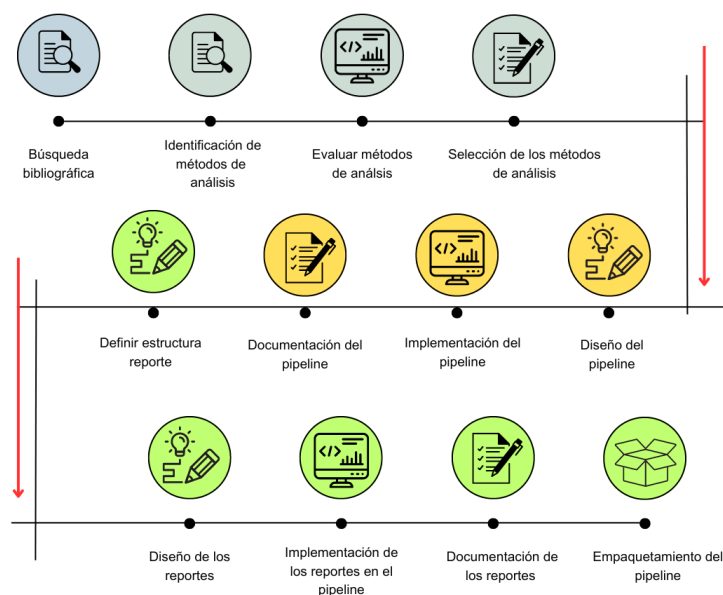 Búsqueda
bibliográfica
Identificación de
métodos de
análisis
Evaluar métodos
de análsis
Selección de los métodos
de análisis
Definir estructura
reporte
Documentación del
pipeline
Implementación del
pipeline
Diseño del
pipeline
Diseño de los
reportes
Implementación de
los reportes en el
pipeline
Documentación de
los reportes
Empaquetamiento del
pipeline